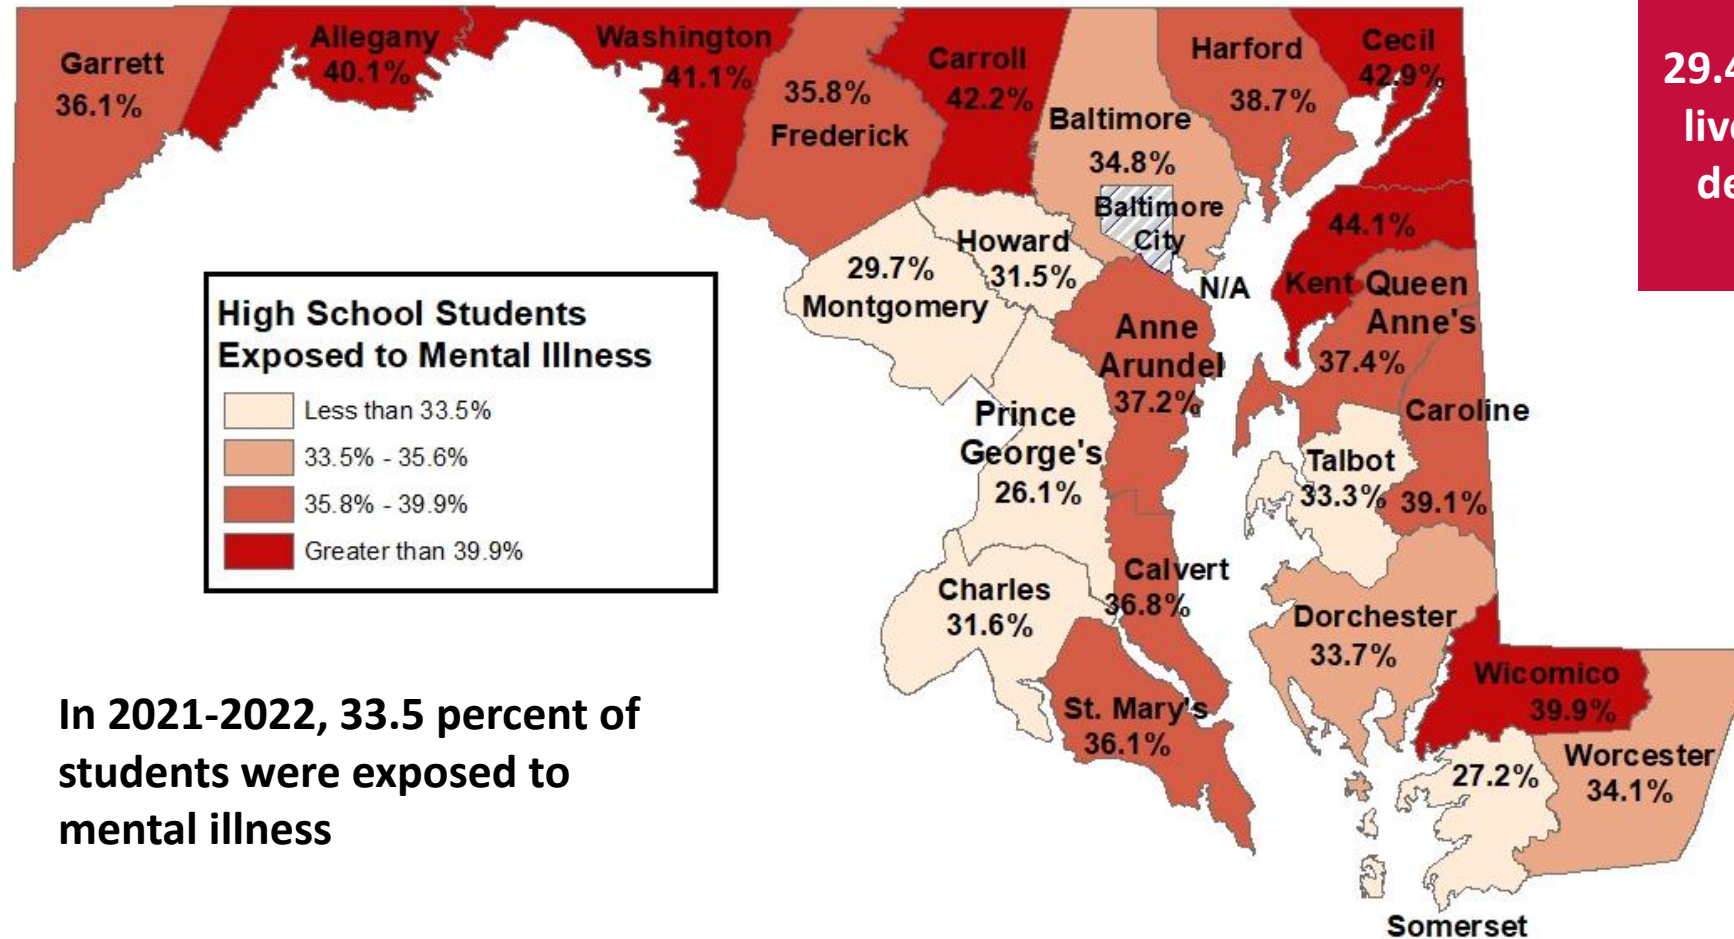 Garrett
36.1%
Allegany
40.1%
Washington
41.1%
35.8%
Frederick
Carroll
42.2%
Baltimore
34.8%
Baltimore
City
N/A
Harford
38.7%
Cecil
42.9%
29.4
live
de
44.1%
Kent
Queen
Anne's
37.4%
Howard
31.5%
29.7%
Montgomery
Anne
Arundel
37.2%
Prince
George's
26.1%
Caroline
39.1%
Talbot
33.3%
Charles
31.6%
Calvert
36.8%
St. Mary's
36.1%
Dorchester
33.7%
Wicomico
39.9%
Worcester
34.1%
27.2%
Somerset
High School Students
Exposed to Mental Illness
Less than 33.5%
33.5% - 35.6%
35.8% - 39.9%
Greater than 39.9%
In 2021-2022, 33.5 percent of
students were exposed to
mental illness